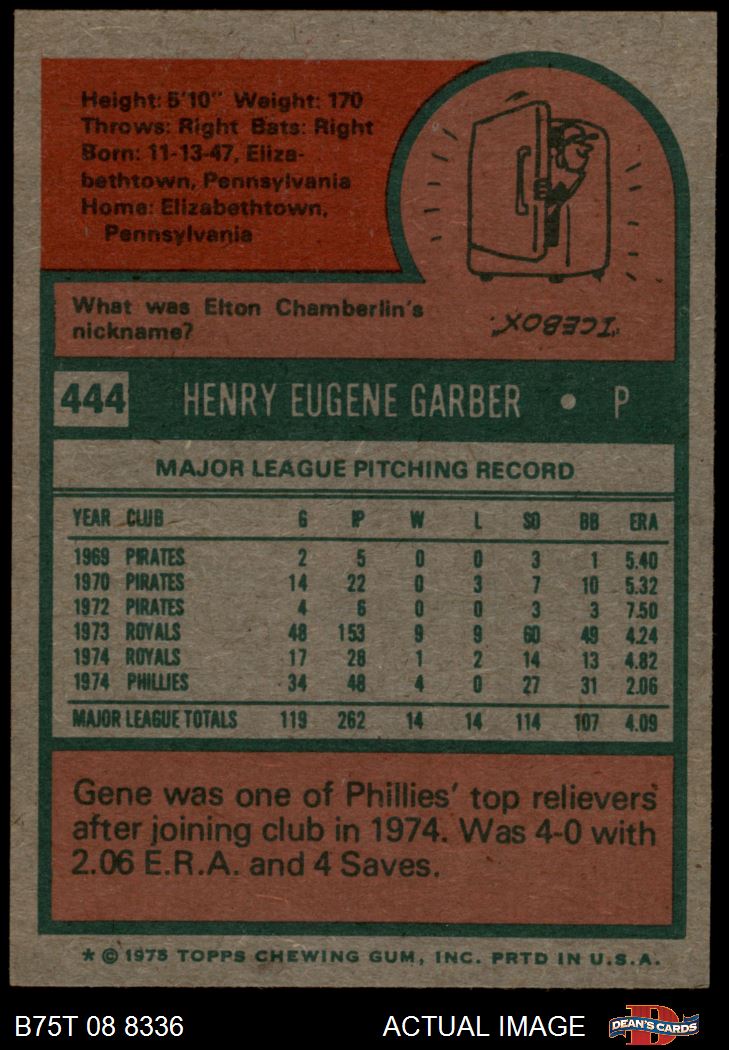 Height: 5'10" Weight: 170
Throws: Right Bats: Right
Born: 11-13-47, Eliza-
bethtown, Pennsylvania
Home: Elizabethtown,
Pennsylvania
What was Elton Chamberlin's
nickname?
"ICEBOX".
444 HENRY EUGENE GARBER • P
MAJOR LEAGUE PITCHING RECORD
YEAR CLUB G IP W L SO BB ERA
1969 PIRATES 2 5 0 0 3 1 5.40
1970 PIRATES 14 22 0 3 7 10 5.32
1972 PIRATES 4 6 0 0 3 3 7.50
1973 ROYALS 48 153 9 9 60 49 4.24
1974 ROYALS 17 28 1 2 14 13 4.82
1974 PHILLIES 34 48 4 0 27 31 2.06
MAJOR LEAGUE TOTALS 119 262 14 14 114 107 4.09
Gene was one of Phillies' top relievers
after joining club in 1974. Was 4-0 with
2.06 E.R.A. and 4 Saves.
* © 1975 TOPPS CHEWING GUM, INC. PRTD IN U.S.A.
B75T 08 8336 ACTUAL IMAGE DEAN'S CARDS